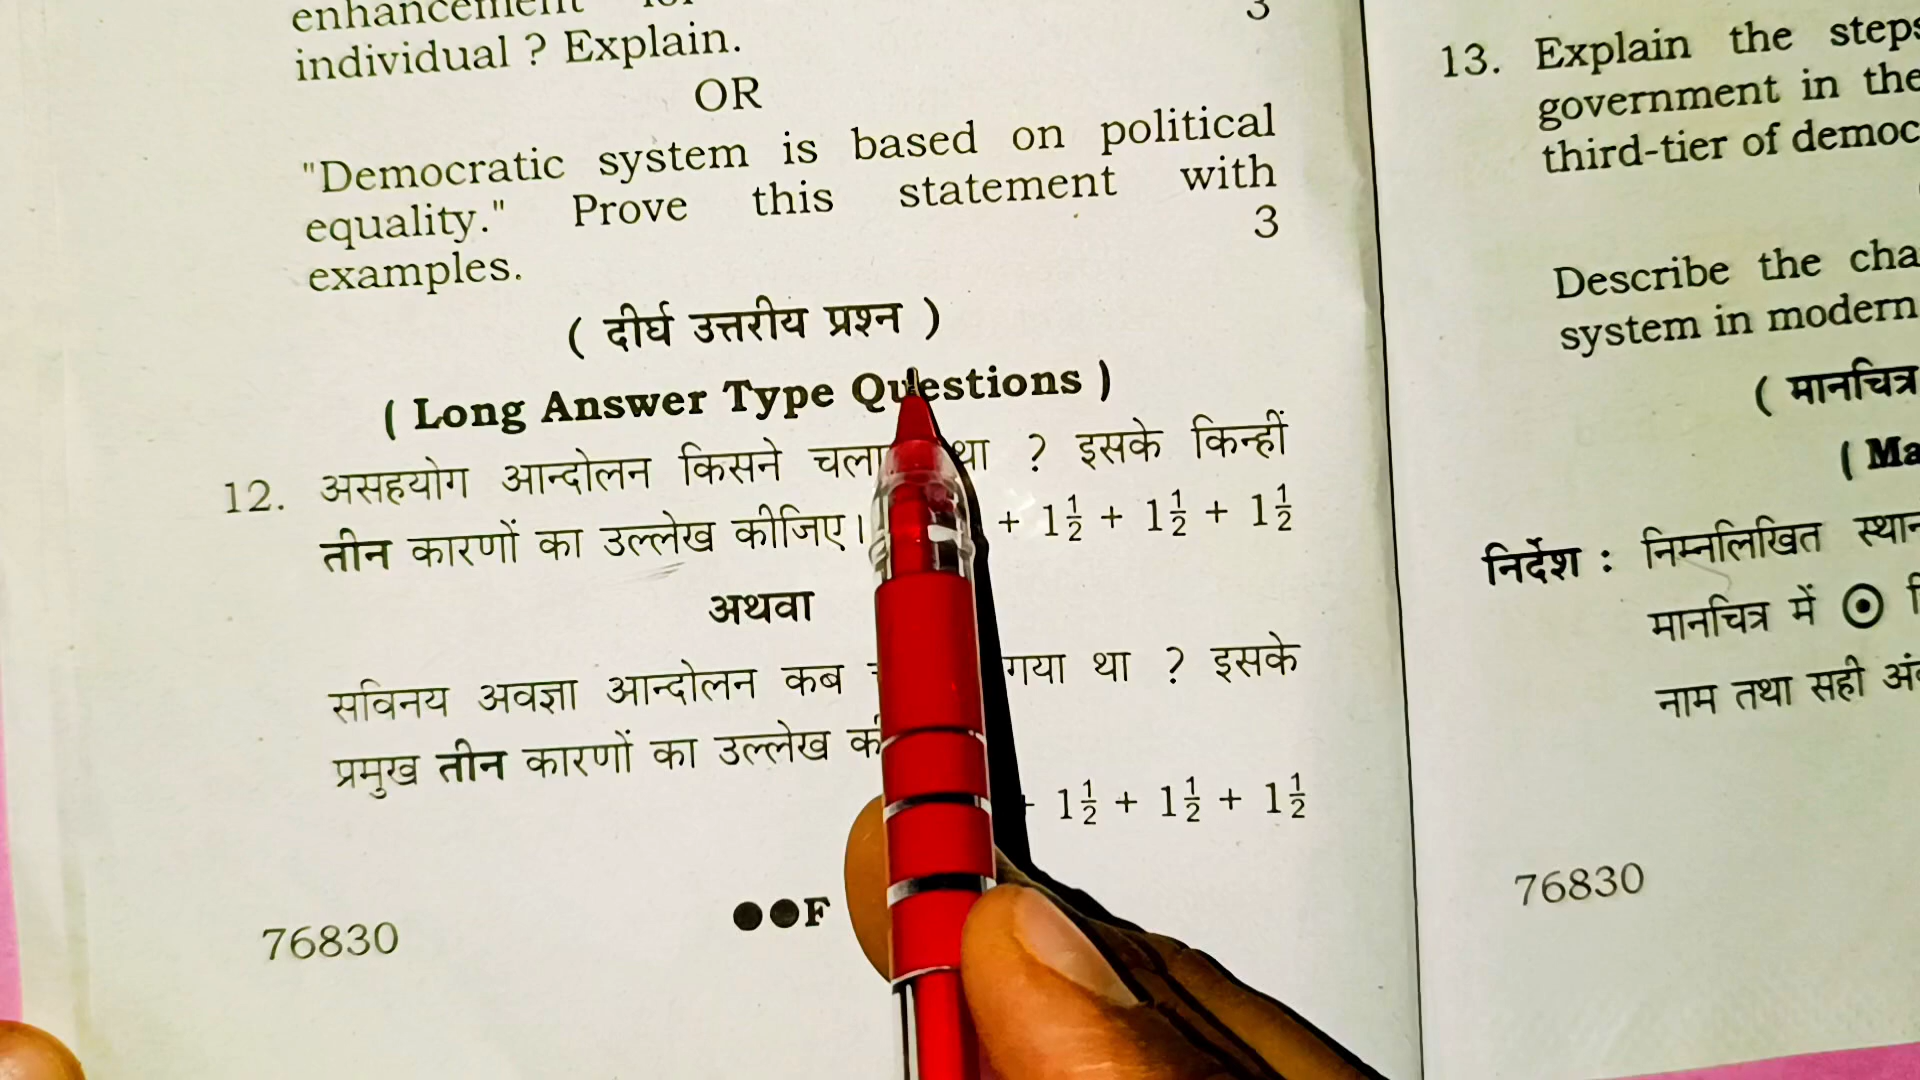 individual ? Explain.
OR
"Democratic system is based on political
equality." Prove this statement with
examples.
3
( दीर्घ उत्तरीय प्रश्न )
( Long Answer Type Questions )
12. असहयोग आन्दोलन किसने था ? इसके किन्हीं
तीन कारणों का उल्लेख कीजिए। + 1½ + 1½ + 1½
अथवा
सविनय अवज्ञा आन्दोलन कब गया था ? इसके
प्रमुख तीन कारणों का उल्लेख
1½ + 1½ + 1½
76830
●●F
13. Explain the steps
government in the
third-tier of
Describe the
system in modern
( मानचित्र
निर्देश : निम्नलिखित
मानचित्र में ⊙
नाम तथा सही
76830